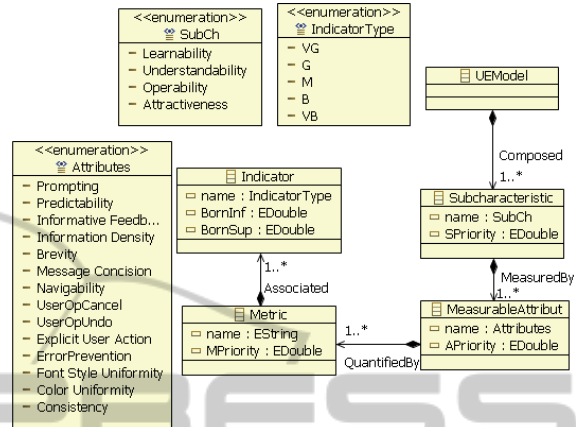 <<enumeration>>
SubCh
Learnability
Understandability
Operability
Attractiveness
<<enumeration>>
IndicatorType
VG
G
M
B
VB
UEModel
Composed
1..*
<<enumeration>>
Attributes
Prompting
Predictability
Informative Feedb...
Information Density
Brevity
Message Concision
Navigability
UserOpCancel
UserOpUndo
Explicit User Action
ErrorPrevention
Font Style Uniformity
Color Uniformity
Consistency
Indicator
name : IndicatorType
BornInf : EDouble
BornSup : EDouble
1..*
Associated
Subcharacteristic
name : SubCh
SPriority : EDouble
MeasuredBy
1..*
Metric
name : EString
MPriority : EDouble
1..*
QuantifiedBy
MeasurableAttribut
name : Attributes
APriority : EDouble
PRESS